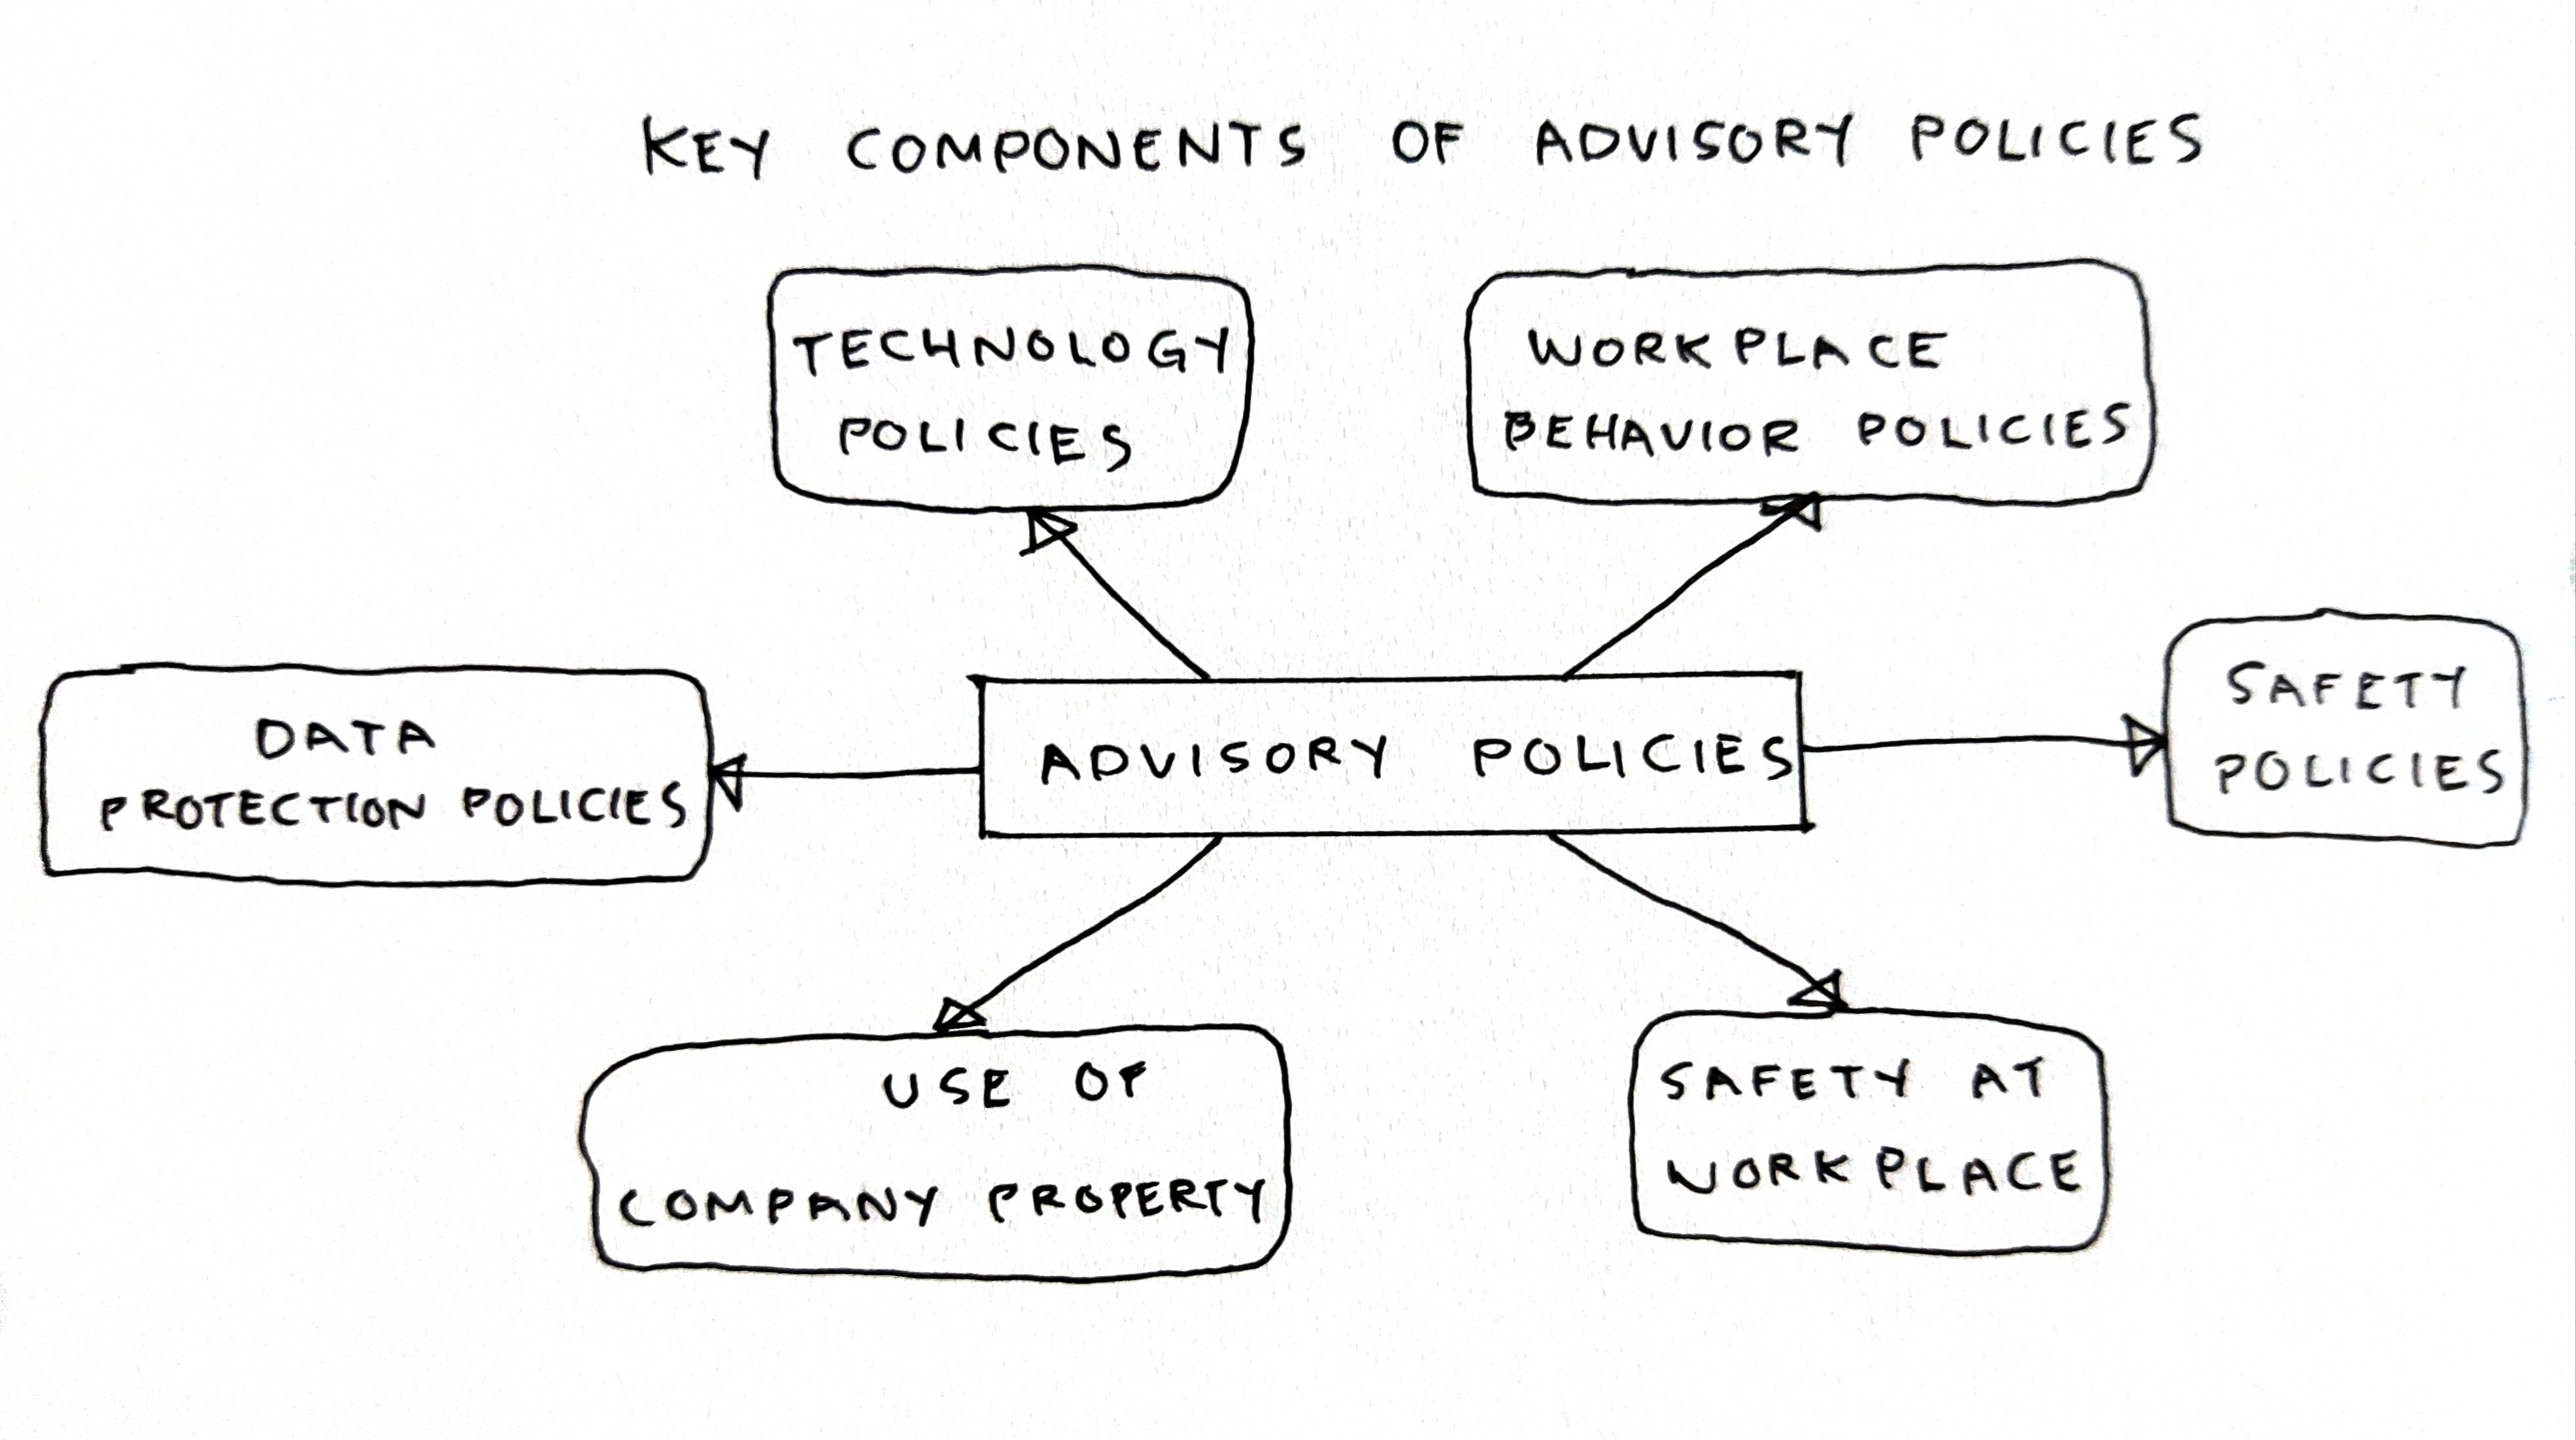 KEY COMPONENTS OF ADVISORY POLICIES
TECHNOLOGY
POLICIES
WORKPLACE
BEHAVIOR POLICIES
DATA
PROTECTION POLICIES
ADVISORY POLICIES
SAFETY
POLICIES
USE OF
COMPANY PROPERTY
SAFETY AT
WORKPLACE